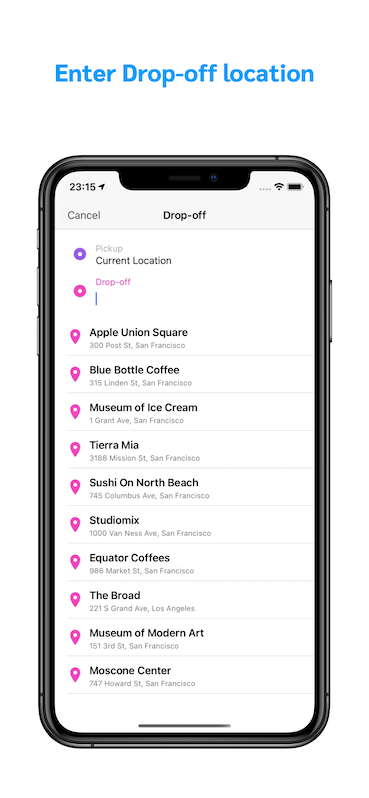 Enter Drop-off location
23:15
Cancel
Drop-off
Pickup
Current Location
Drop-off
Apple Union Square
300 Post St, San Francisco
Blue Bottle Coffee
315 Linden St, San Francisco
Museum of Ice Cream
1 Grant Ave, San Francisco
Tierra Mia
3188 Mission St, San Francisco
Sushi On North Beach
745 Columbus Ave, San Francisco
Studiomix
1000 Van Ness Ave, San Francisco
Equator Coffees
986 Market St, San Francisco
The Broad
221 S Grand Ave, Los Angeles
Museum of Modern Art
151 3rd St, San Francisco
Moscone Center
747 Howard St, San Francisco